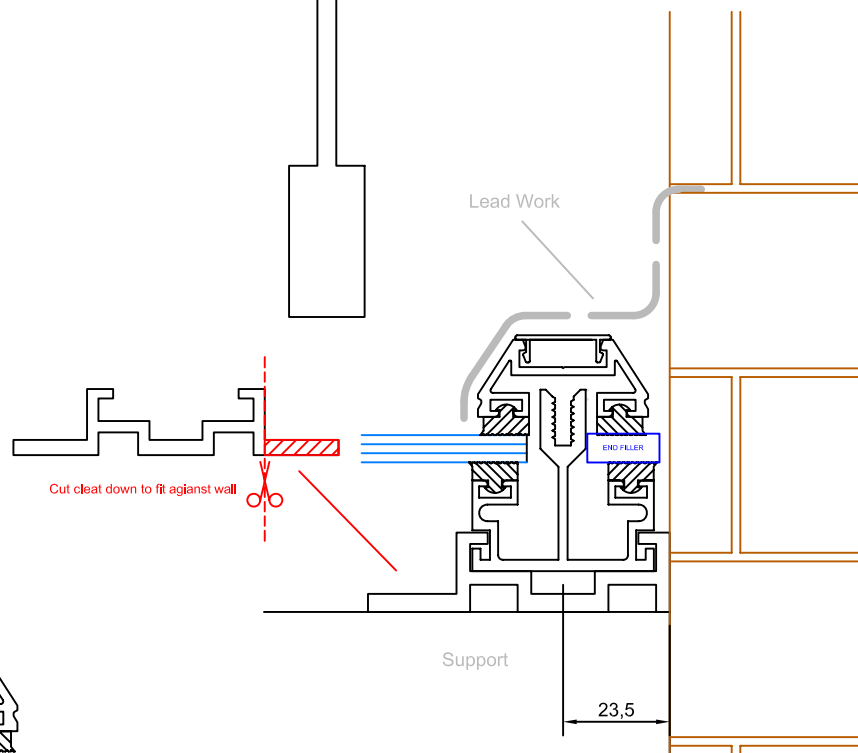 Lead Work
END FILLER
Cut cleat down to fit agianst wall
Support
23,5